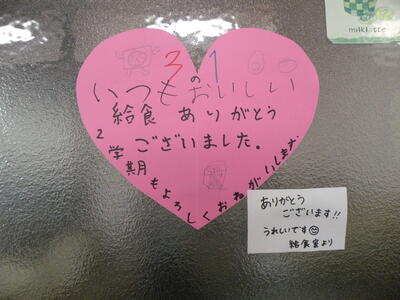 milklatte
3の1
いつもおいしい
給食 ありがとう
ございました。
2学期もよろしくおねがいします。
ありがとう
ございます!!
うれしいです☺
給食室より